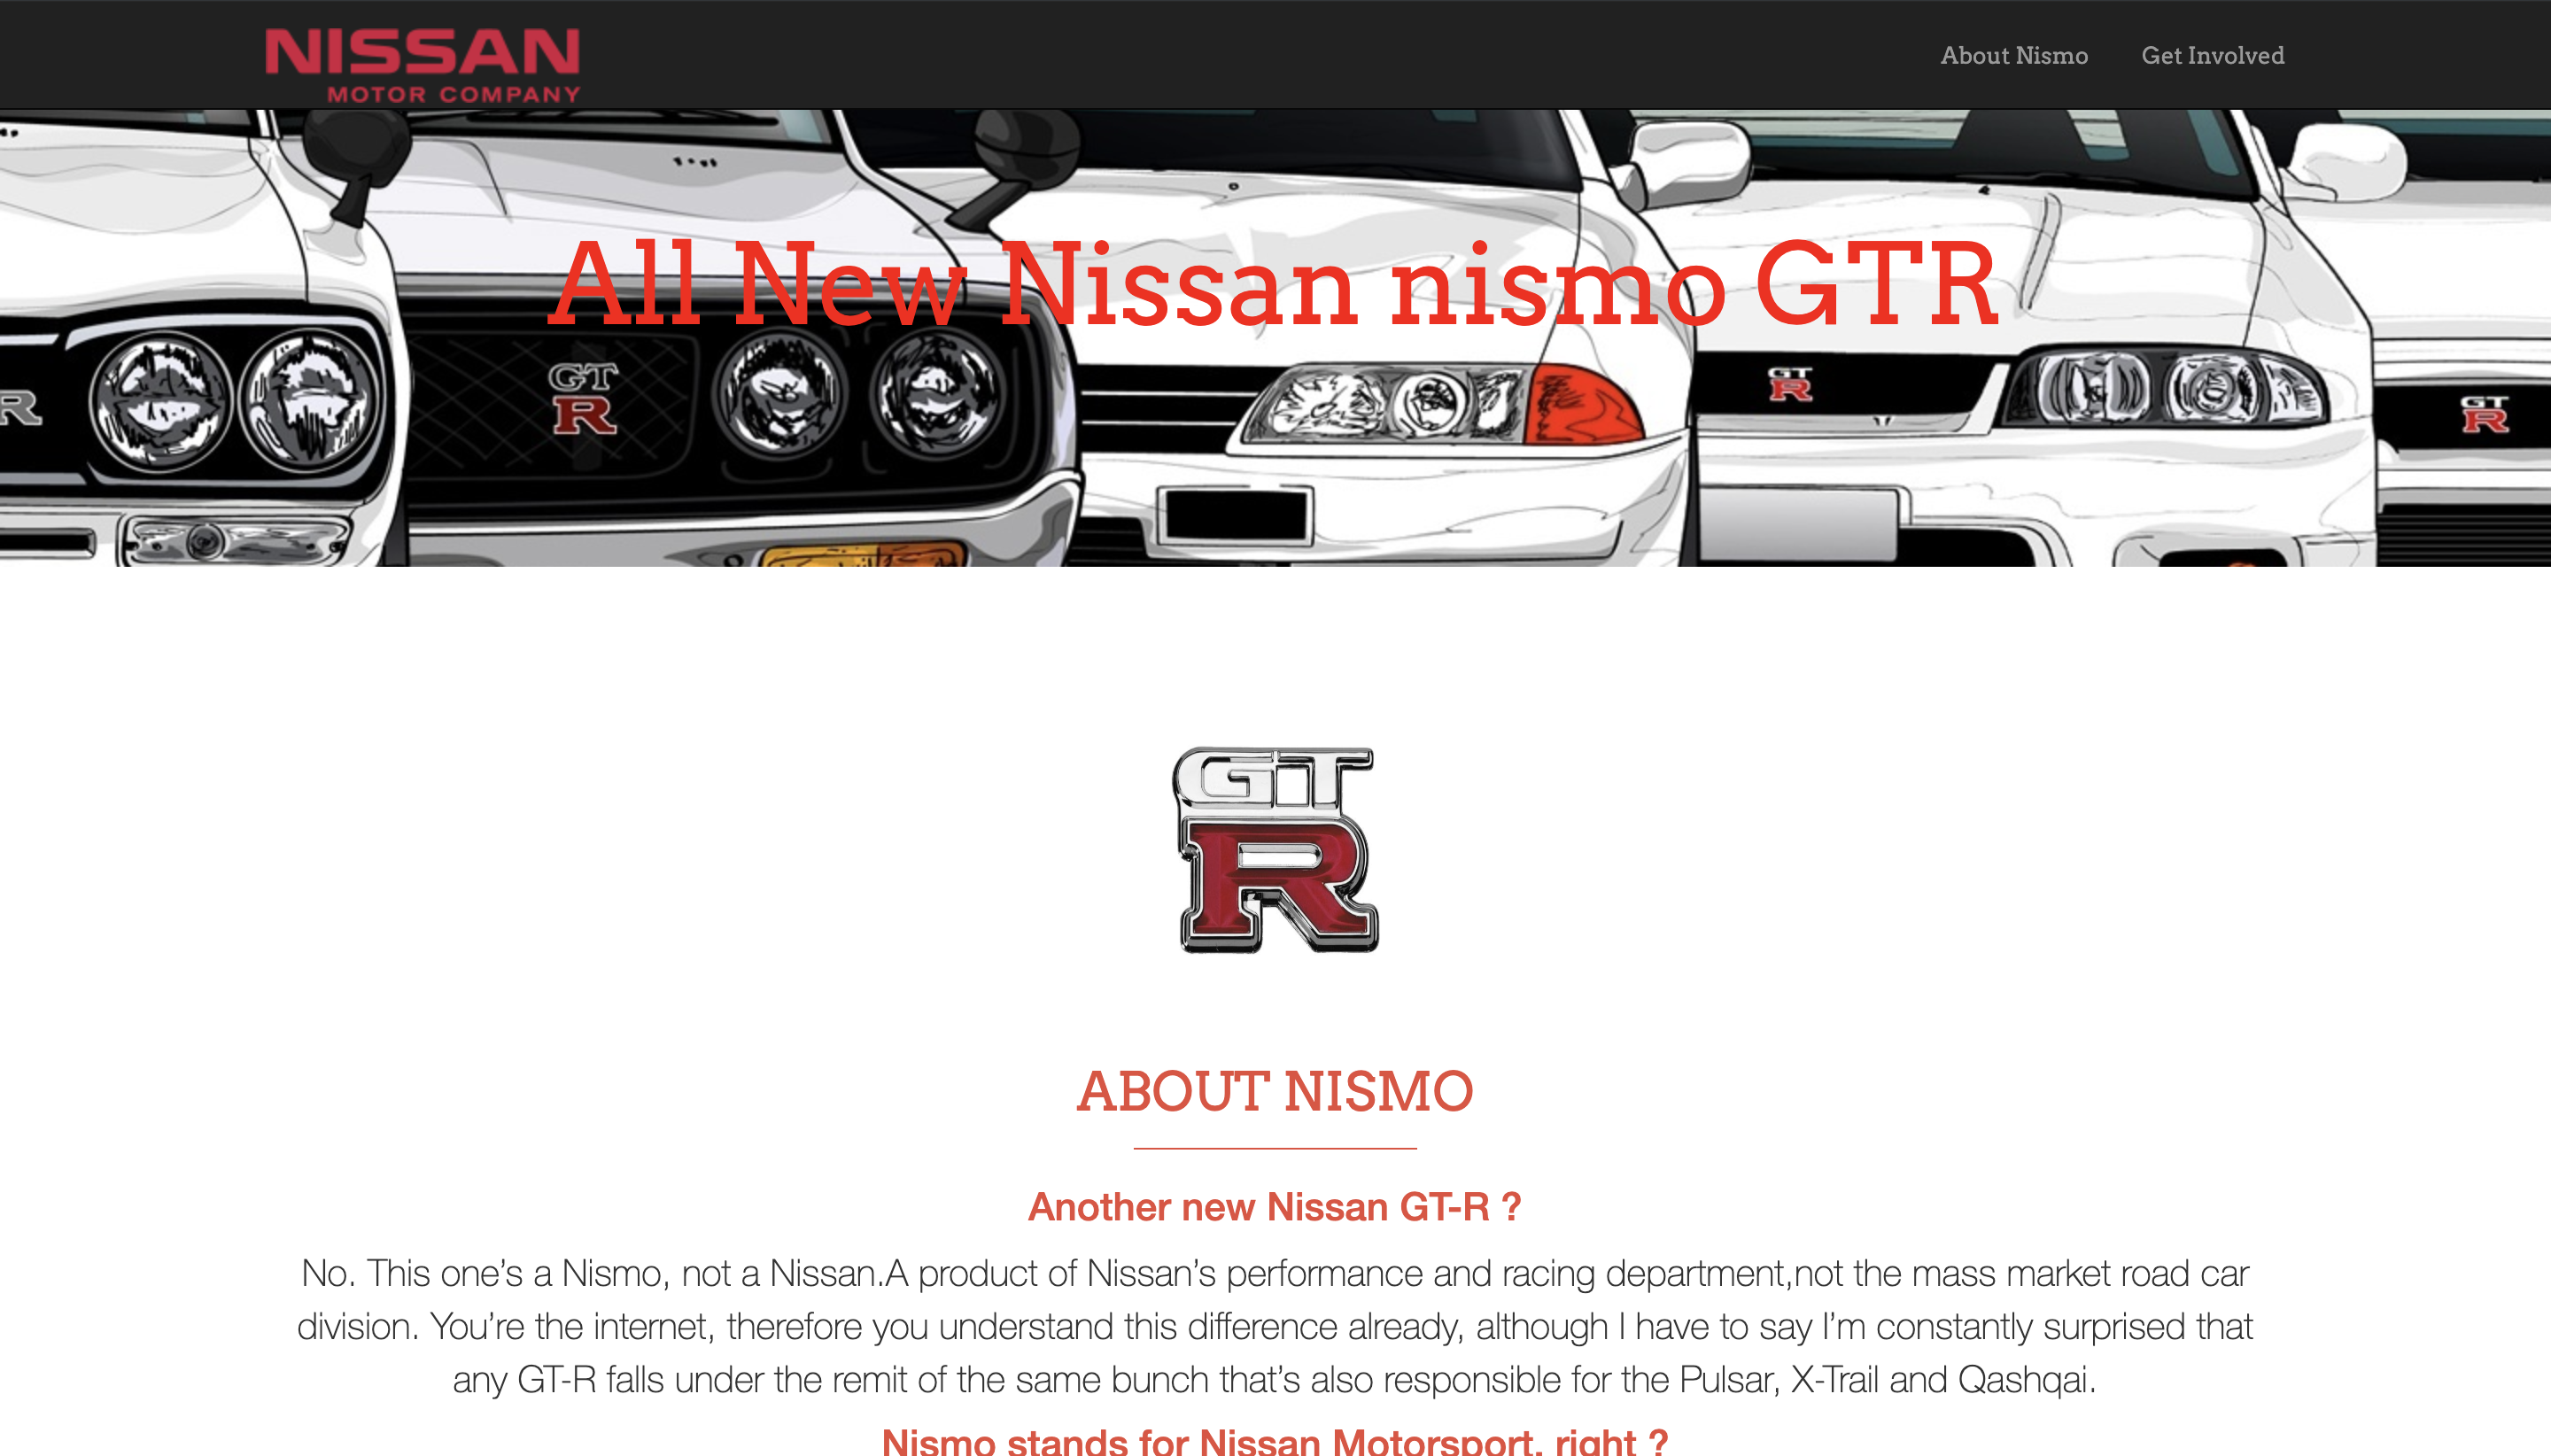 NISSAN
MOTOR COMPANY
About Nismo
Get Involved
All New Nissan nismo GTR
R
GT
R
GT
R
GT
R
GT
R
ABOUT NISMO
Another new Nissan GT-R ?
No. This one’s a Nismo, not a Nissan.A product of Nissan’s performance and racing department,not the mass market road car
division. You’re the internet, therefore you understand this difference already, although I have to say I’m constantly surprised that
any GT-R falls under the remit of the same bunch that’s also responsible for the Pulsar, X-Trail and Qashqai.
Nismo stands for Nissan Motorsport, right ?